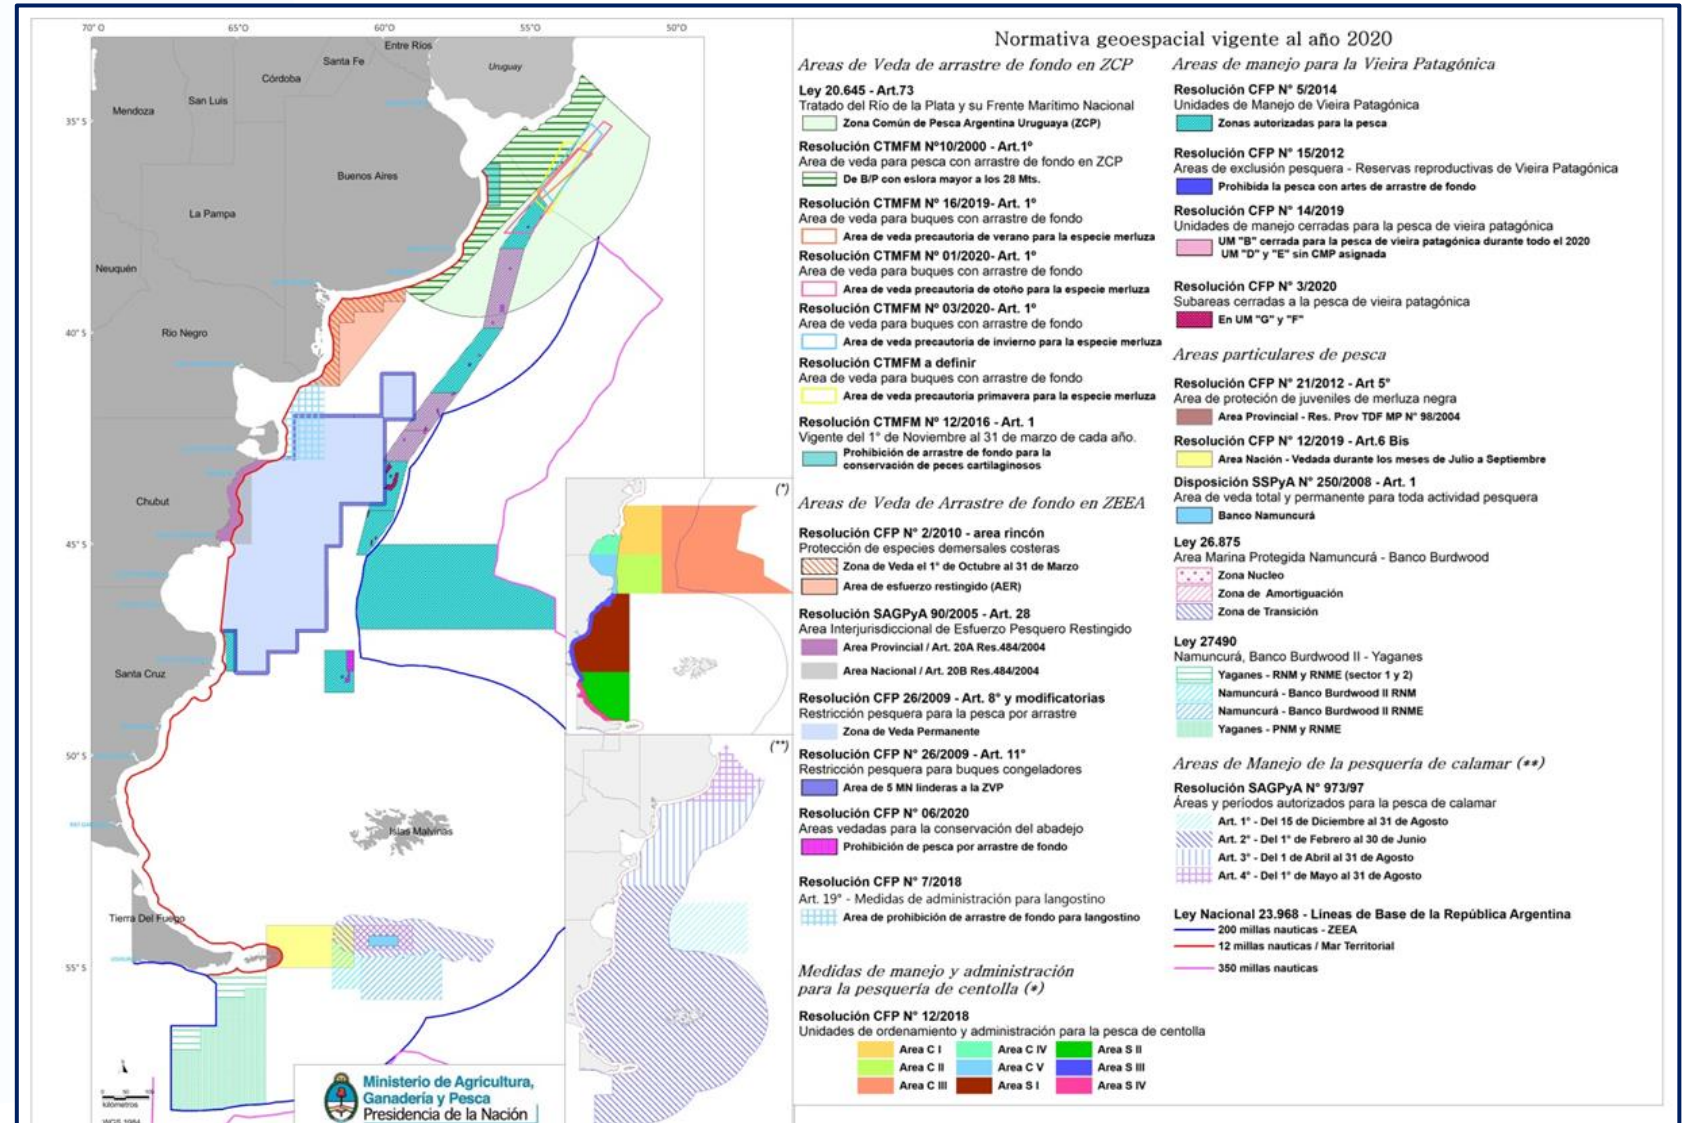 70° O
65°O
60°O
55°O
50°O
Entre Ríos
Santa Fe
Uruguay
Córdoba
San Luis
Mendoza
35° S
Buenos Aires
La Pampa
Neuquén
Rio Negro
40° S
Chubut
45° S
Santa Cruz
50° S
Islas Malvinas
Tierra Del Fuego
55° S
kilometros
WGS 1984
(*)
(**)
Ministerio de Agricultura,
Ganadería y Pesca
Presidencia de la Nación
Normativa geoespacial vigente al año 2020
Areas de Veda de arrastre de fondo en ZCP
Ley 20.645 - Art.73
Tratado del Río de la Plata y su Frente Marítimo Nacional
Zona Común de Pesca Argentina Uruguaya (ZCP)
Resolución CTMFM Nº10/2000 - Art.1º
Area de veda para pesca con arrastre de fondo en ZCP
De B/P con eslora mayor a los 28 Mts.
Resolución CTMFM Nº 16/2019- Art. 1º
Area de veda para buques con arrastre de fondo
Area de veda precautoria de verano para la especie merluza
Resolución CTMFM Nº 01/2020- Art. 1º
Area de veda para buques con arrastre de fondo
Area de veda precautoria de otoño para la especie merluza
Resolución CTMFM Nº 03/2020- Art. 1º
Area de veda para buques con arrastre de fondo
Area de veda precautoria de invierno para la especie merluza
Resolución CTMFM a definir
Area de veda para buques con arrastre de fondo
Area de veda precautoria primavera para la especie merluza
Resolución CTMFM Nº 12/2016 - Art. 1
Vigente del 1° de Noviembre al 31 de marzo de cada año.
Prohibición de arrastre de fondo para la
conservación de peces cartilaginosos
Areas de Veda de Arrastre de fondo en ZEEA
Resolución CFP N° 2/2010 - area rincón
Protección de especies demersales costeras
Zona de Veda el 1° de Octubre al 31 de Marzo
Area de esfuerzo restingido (AER)
Resolución SAGPyA 90/2005 - Art. 28
Area Interjurisdiccional de Esfuerzo Pesquero Restingido
Area Provincial / Art. 20A Res.484/2004
Area Nacional / Art. 20B Res.484/2004
Resolución CFP 26/2009 - Art. 8° y modificatorias
Restricción pesquera para la pesca por arrastre
Zona de Veda Permanente
Resolución CFP N° 26/2009 - Art. 11°
Restricción pesquera para buques congeladores
Area de 5 MN linderas a la ZVP
Resolución CFP N° 06/2020
Areas vedadas para la conservación del abadejo
Prohibición de pesca por arrastre de fondo
Resolución CFP N° 7/2018
Art. 19° - Medidas de administración para langostino
Area de prohibición de arrastre de fondo para langostino
Medidas de manejo y administración
para la pesquería de centolla (*)
Resolución CFP N° 12/2018
Unidades de ordenamiento y administración para la pesca de centolla
Area C I
Area C IV
Area S II
Area C II
Area C V
Area S III
Area C III
Area S I
Area S IV
Areas de manejo para la Vieira Patagónica
Resolución CFP N° 5/2014
Unidades de Manejo de Vieira Patagónica
Zonas autorizadas para la pesca
Resolución CFP N° 15/2012
Areas de exclusión pesquera - Reservas reproductivas de Vieira Patagónica
Prohibida la pesca con artes de arrastre de fondo
Resolución CFP N° 14/2019
Unidades de manejo cerradas para la pesca de vieira patagónica
UM "B" cerrada para la pesca de vieira patagónica durante todo el 2020
UM "D" y "E" sin CMP asignada
Resolución CFP N° 3/2020
Subareas cerradas a la pesca de vieira patagónica
En UM "G" y "F"
Areas particulares de pesca
Resolución CFP N° 21/2012 - Art 5°
Area de proteción de juveniles de merluza negra
Area Provincial - Res. Prov TDF MP N° 98/2004
Resolución CFP N° 12/2019 - Art.6 Bis
Area Nación - Vedada durante los meses de Julio a Septiembre
Disposición SSPyA N° 250/2008 - Art. 1
Area de veda total y permanente para toda actividad pesquera
Banco Namuncurá
Ley 26.875
Area Marina Protegida Namuncurá - Banco Burdwood
Zona Nucleo
Zona de Amortiguación
Zona de Transición
Ley 27490
Namuncurá, Banco Burdwood II - Yaganes
Yaganes - RNM y RNME (sector 1 y 2)
Namuncurá - Banco Burdwood II RNM
Namuncurá - Banco Burdwood II RNME
Yaganes - PNM y RNME
Areas de Manejo de la pesquería de calamar (**)
Resolución SAGPyA N° 973/97
Áreas y períodos autorizados para la pesca de calamar
Art. 1° - Del 15 de Diciembre al 31 de Agosto
Art. 2° - Del 1° de Febrero al 30 de Junio
Art. 3° - Del 1 de Abril al 31 de Agosto
Art. 4° - Del 1° de Mayo al 31 de Agosto
Ley Nacional 23.968 - Lineas de Base de la República Argentina
200 millas nauticas - ZEEA
12 millas nauticas / Mar Territorial
350 millas nauticas